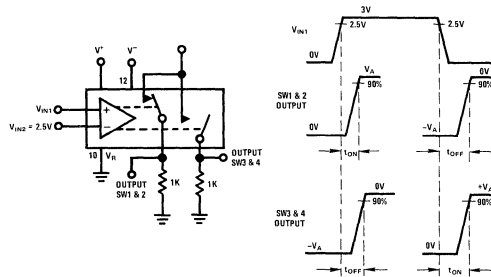 V+
V−
12
VIN1
VIN2 = 2.5V
+
−
10
VR
OUTPUT
SW1 & 2
1K
1K
OUTPUT
SW3 & 4
VIN1
3V
2.5V
2.5V
0V
SW1 & 2
OUTPUT
VA
90%
0V
tON
0V
90%
−VA
tOFF
SW3 & 4
OUTPUT
0V
90%
−VA
tOFF
+VA
90%
0V
tON